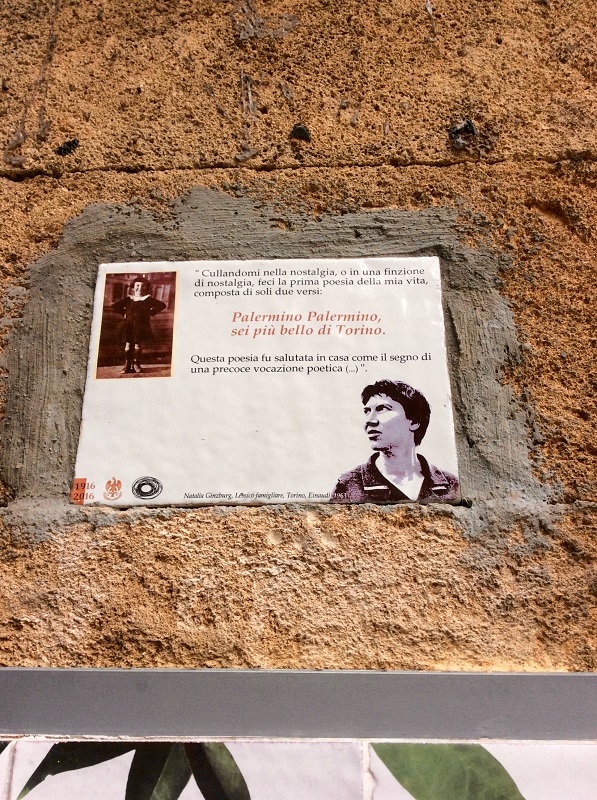 " Cullandomi nella nostalgia, o in una finzione
di nostalgia, feci la prima poesia della mia vita,
composta di soli due versi:
Palermino Palermino,
sei più bello di Torino.
Questa poesia fu salutata in casa come il segno di
una precoce vocazione poetica (...) ".
1916
2016
Natalia Ginzburg, Lessico famigliare, Torino, Einaudi 1963